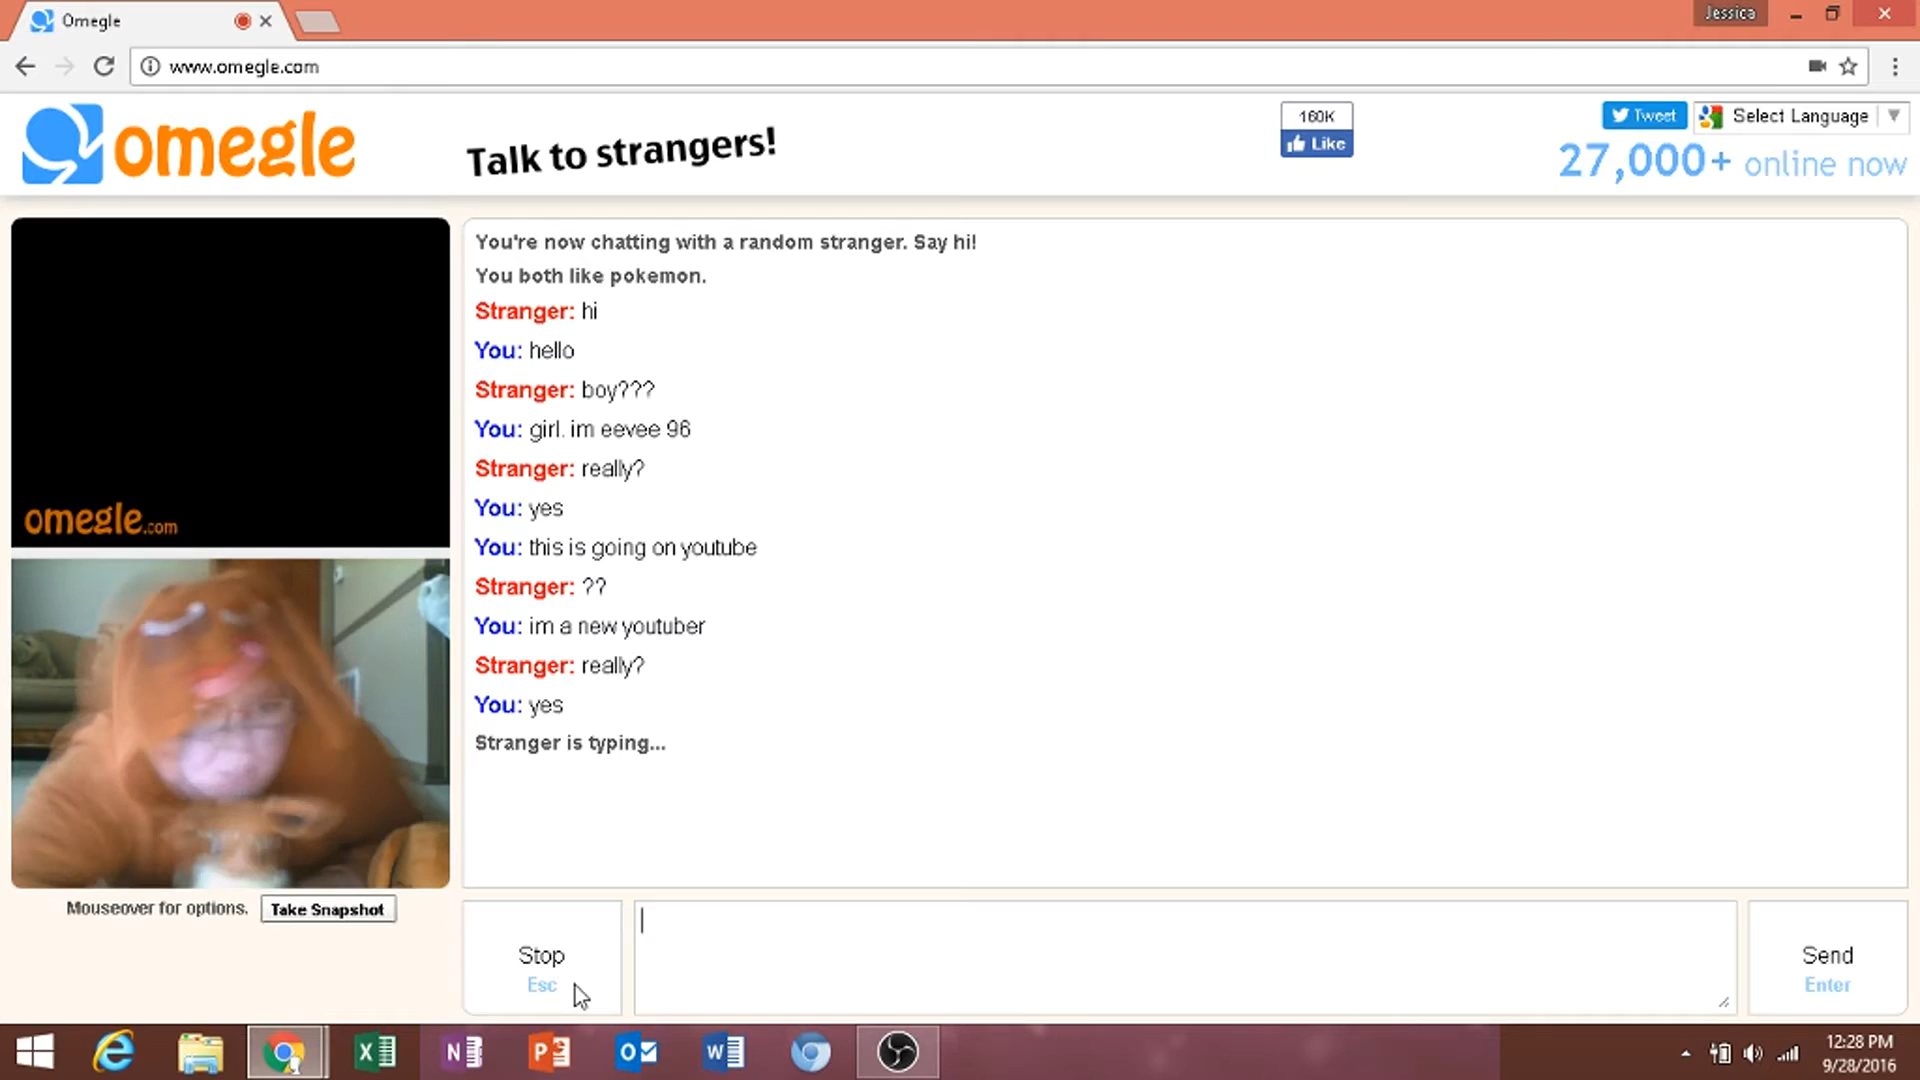 Omegle
Jessica
www.omegle.com
omegle
Talk to strangers!
160K
Like
Tweet
Select Language
27,000+ online now
You're now chatting with a random stranger. Say hi!
You both like pokemon.
Stranger: hi
You: hello
Stranger: boy???
You: girl. im eevee 96
Stranger: really?
You: yes
You: this is going on youtube
Stranger: ??
You: im a new youtuber
Stranger: really?
You: yes
Stranger is typing...
omegle.com
Mouseover for options.
Take Snapshot
Stop
Esc
Send
Enter
12:28 PM
9/28/2016